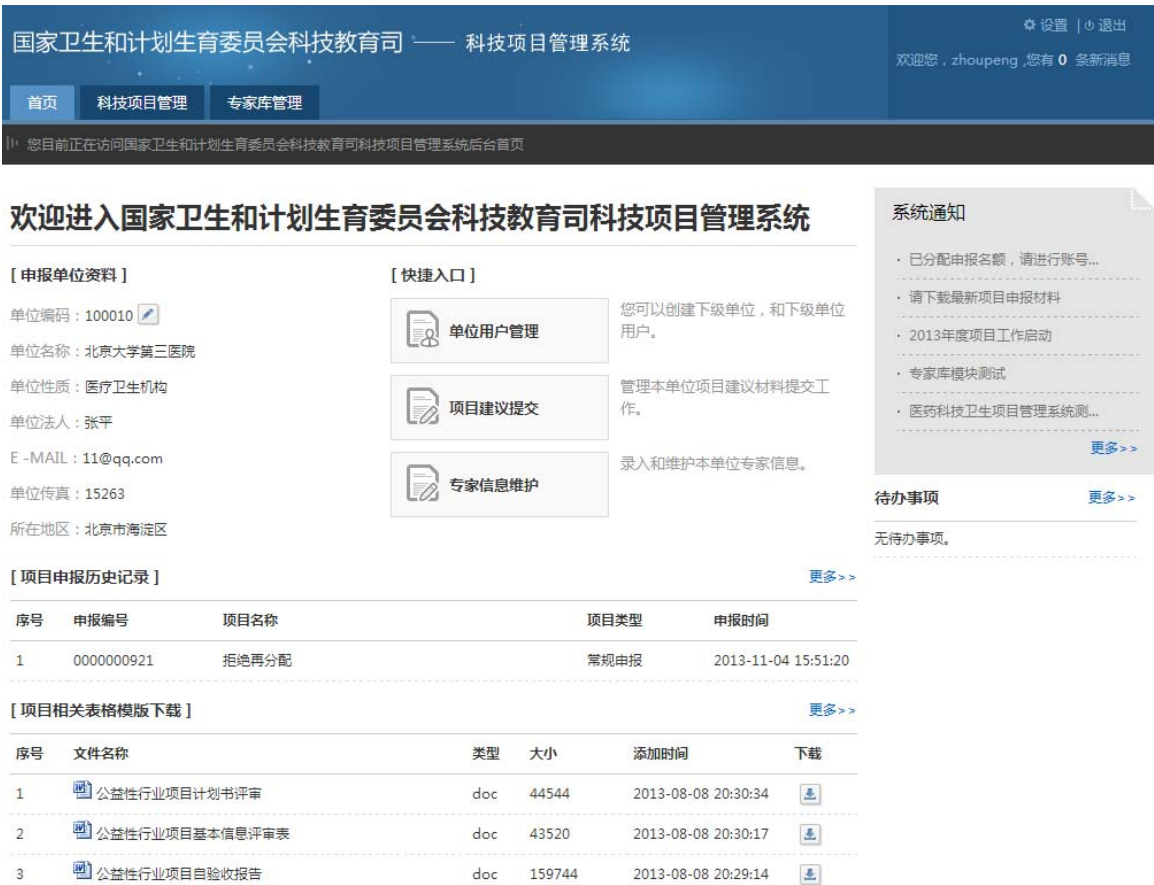 国家卫生和计划生育委员会科技教育司 —— 科技项目管理系统
设置 | 退出
欢迎您，zhoupeng ,您有 0 条新消息
首页 科技项目管理 专家库管理
您目前正在访问国家卫生和计划生育委员会科技教育司科技项目管理系统后台首页
欢迎进入国家卫生和计划生育委员会科技教育司科技项目管理系统
[ 申报单位资料 ]
单位编码：100010
单位名称：北京大学第三医院
单位性质：医疗卫生机构
单位法人：张平
E -MAIL：11@qq.com
单位传真：15263
所在地区：北京市海淀区
[ 快捷入口 ]
单位用户管理
您可以创建下级单位，和下级单位
用户。
项目建议提交
管理本单位项目建议材料提交工
作。
专家信息维护
录入和维护本单位专家信息。
系统通知
· 已分配申报名额，请进行账号...
· 请下载最新项目申报材料
· 2013年度项目工作启动
· 专家库模块测试
· 医药科技卫生项目管理系统测...
更多>>
待办事项 更多>>
无待办事项。
[ 项目申报历史记录 ] 更多>>
序号 申报编号 项目名称 项目类型 申报时间
1 0000000921 拒绝再分配 常规申报 2013-11-04 15:51:20
[ 项目相关表格模版下载 ] 更多>>
序号 文件名称 类型 大小 添加时间 下载
1 公益性行业项目计划书评审 doc 44544 2013-08-08 20:30:34
2 公益性行业项目基本信息评审表 doc 43520 2013-08-08 20:30:17
3 公益性行业项目自验收报告 doc 159744 2013-08-08 20:29:14